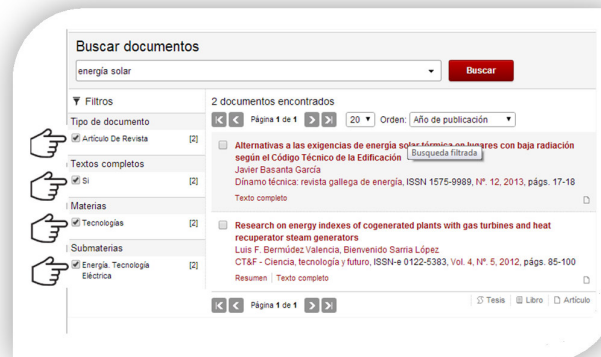 Buscar documentos
energía solar
Buscar
Filtros
Tipo de documento
Artículo De Revista [2]
Textos completos
Si [2]
Materias
Tecnologías [2]
Submaterias
Energía. Tecnología [2]
Eléctrica
2 documentos encontrados
Página 1 de 1 20 Orden: Año de publicación
Alternativas a las exigencias de energía solar térmica en lugares con baja radiación
según el Código Técnico de la Edificación
Busqueda filtrada
Javier Basanta García
Dínamo técnica: revista gallega de energía, ISSN 1575-9989, Nº. 12, 2013, págs. 17-18
Texto completo
Research on energy indexes of cogenerated plants with gas turbines and heat
recuperator steam generators
Luis F. Bermúdez Valencia, Bienvenido Sarria López
CT&F - Ciencia, tecnología y futuro, ISSN-e 0122-5383, Vol. 4, Nº. 5, 2012, págs. 85-100
Resumen | Texto completo
Página 1 de 1
Tesis | Libro | Artículo